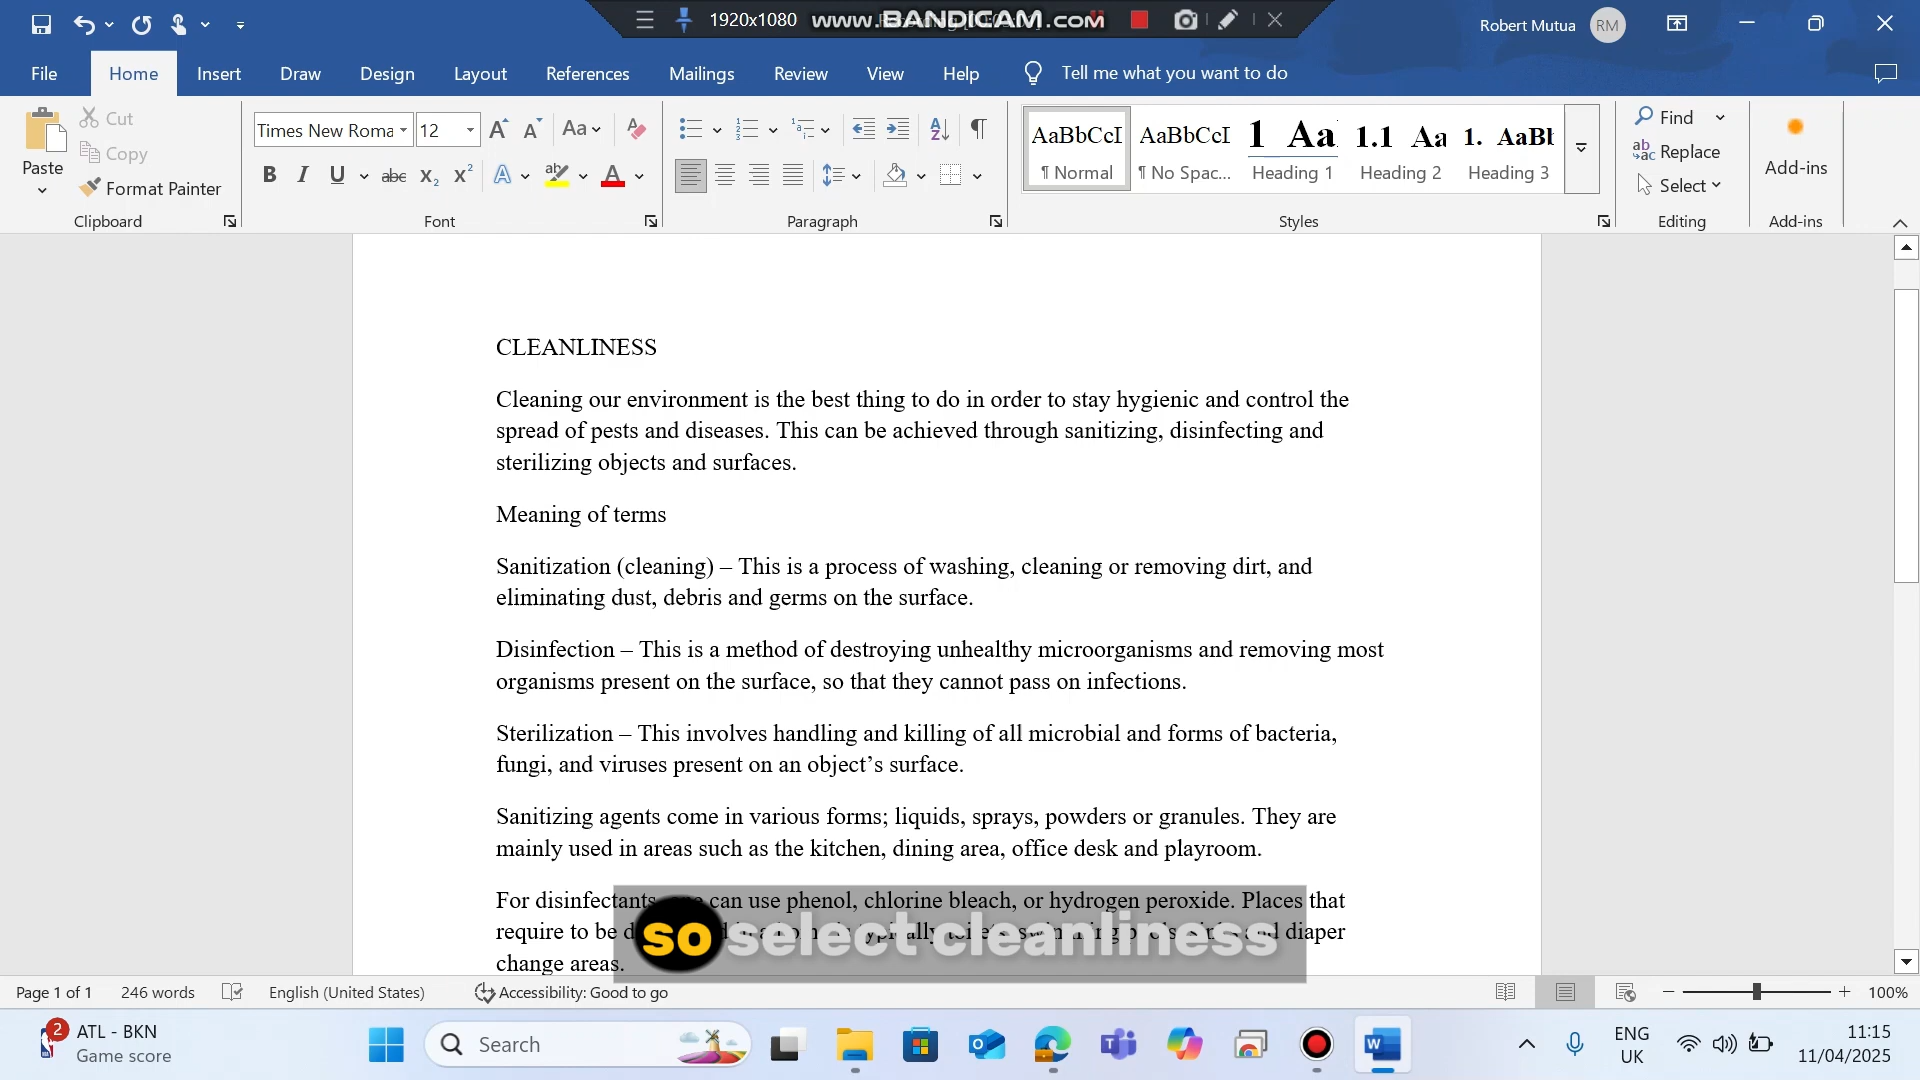 1920x1080
www.BANDICAM.com
Robert Mutua
RM
File
Home
Insert
Draw
Design
Layout
References
Mailings
Review
View
Help
Tell me what you want to do
Paste
Cut
Copy
Format Painter
Clipboard
Times New Roma
12
Font
Paragraph
AaBbCcI
¶ Normal
AaBbCcI
¶ No Spac...
1 Aa
Heading 1
1.1 Aa
Heading 2
1. AaBb
Heading 3
Styles
Find
Replace
Select
Editing
Add-ins
Add-ins
CLEANLINESS
Cleaning our environment is the best thing to do in order to stay hygienic and control the
spread of pests and diseases. This can be achieved through sanitizing, disinfecting and
sterilizing objects and surfaces.
Meaning of terms
Sanitization (cleaning) – This is a process of washing, cleaning or removing dirt, and
eliminating dust, debris and germs on the surface.
Disinfection – This is a method of destroying unhealthy microorganisms and removing most
organisms present on the surface, so that they cannot pass on infections.
Sterilization – This involves handling and killing of all microbial and forms of bacteria,
fungi, and viruses present on an object’s surface.
Sanitizing agents come in various forms; liquids, sprays, powders or granules. They are
mainly used in areas such as the kitchen, dining area, office desk and playroom.
For disinfectants, one can use phenol, chlorine bleach, or hydrogen peroxide. Places that
require to be diaper
change areas.
so select cleanliness
Page 1 of 1
246 words
English (United States)
Accessibility: Good to go
100%
2
ATL - BKN
Game score
Search
ENG
UK
11:15
11/04/2025